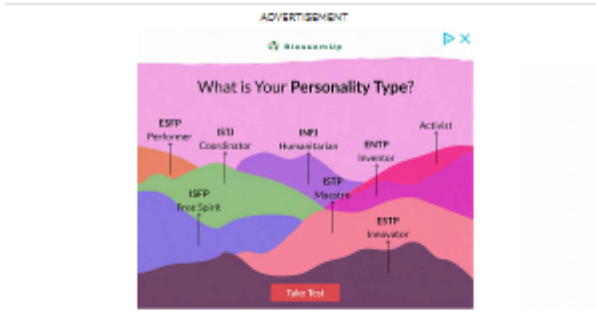 ADVERTISEMENT
BlossomUp
What is Your Personality Type?
ESFP
Performer
ISTJ
Coordinator
INFJ
Humanitarian
ENTP
Inventor
Activist
ISFP
Free Spirit
ISTP
Maestro
ESTP
Innovator
Take Test